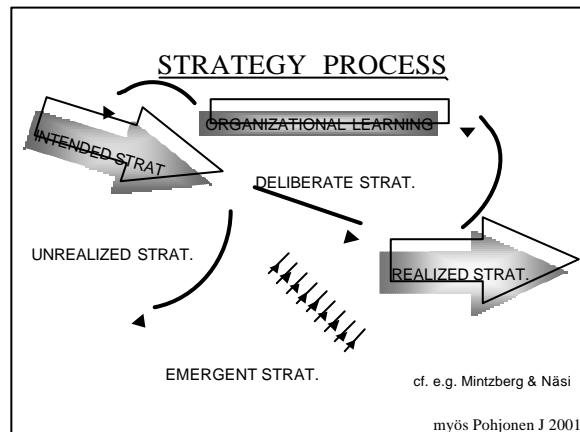 STRATEGY PROCESS
ORGANIZATIONAL LEARNING
INTENDED STRAT
DELIBERATE STRAT.
UNREALIZED STRAT.
REALIZED STRAT.
EMERGENT STRAT.
cf. e.g. Mintzberg & Näsi
myös Pohjonen J 2001